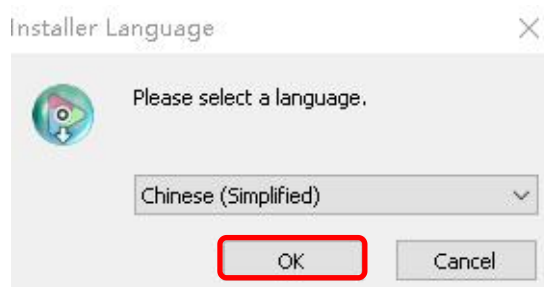 Installer Language
Please select a language.
Chinese (Simplified)
OK
Cancel